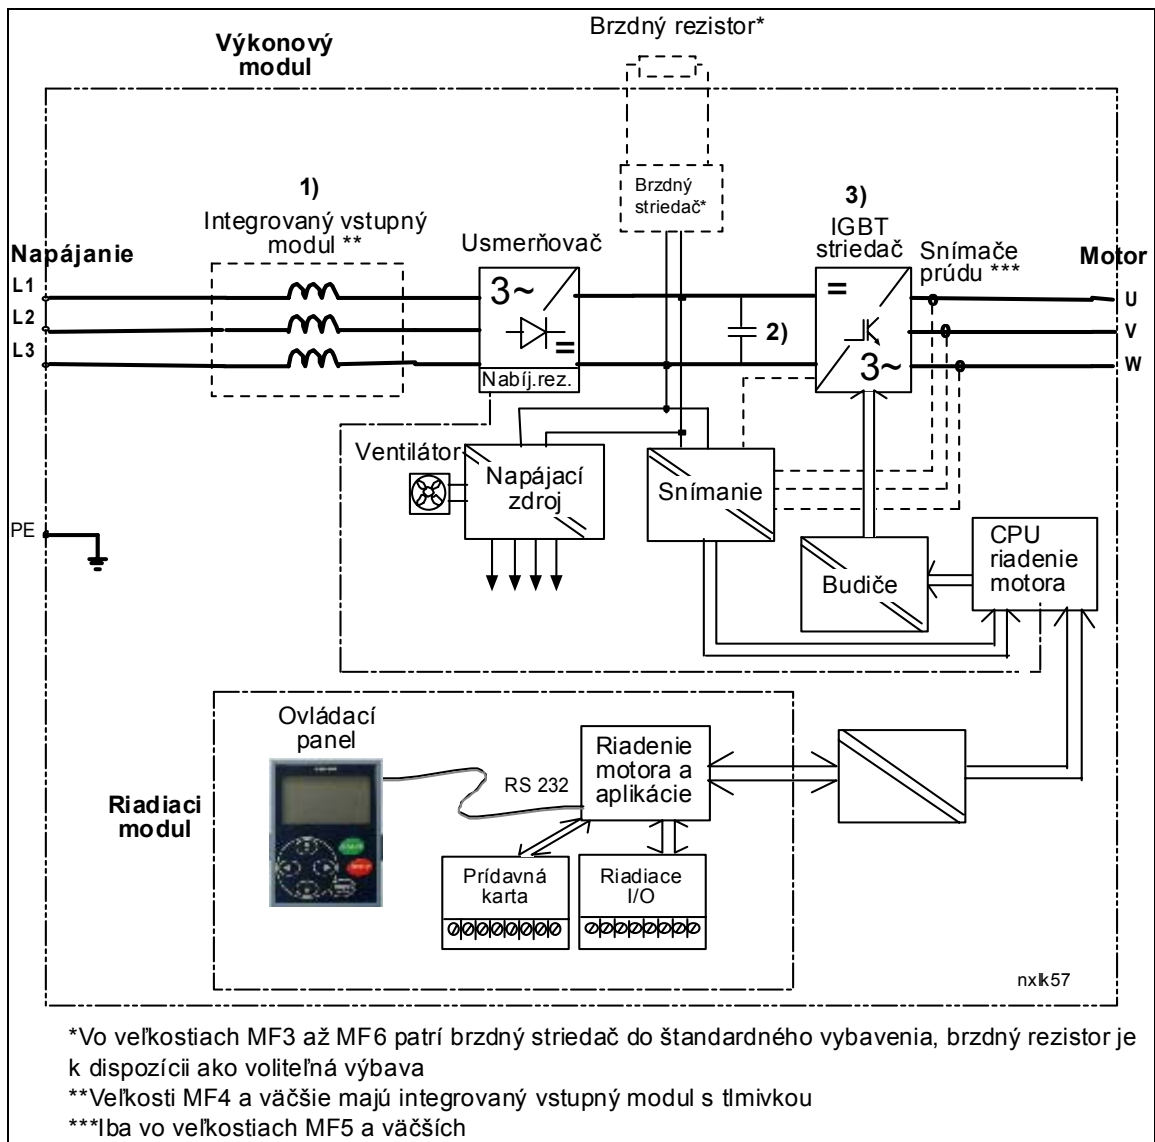 Brzdný rezistor*
Výkonový
modul
Brzdný
striedač*
1)
Integrovaný vstupný
modul **
Usmerňovač
3)
IGBT
striedač
Snímače
prúdu ***
Napájanie
Motor
L1
L2
L3
3~
=
Nabíj.rez.
2)
=
3~
U
V
W
Ventilátor
Napájací
zdroj
Snímanie
PE
Budiče
CPU
riadenie
motora
Ovládací
panel
RS 232
Riadenie
motora a
aplikácie
Riadiaci
modul
Prídavná
karta
Riadiace
I/O
nxlk57
*Vo veľkostiach MF3 až MF6 patrí brzdný striedač do štandardného vybavenia, brzdný rezistor je
k dispozícii ako voliteľná výbava
**Veľkosti MF4 a väčšie majú integrovaný vstupný modul s tlmivkou
***Iba vo veľkostiach MF5 a väčších